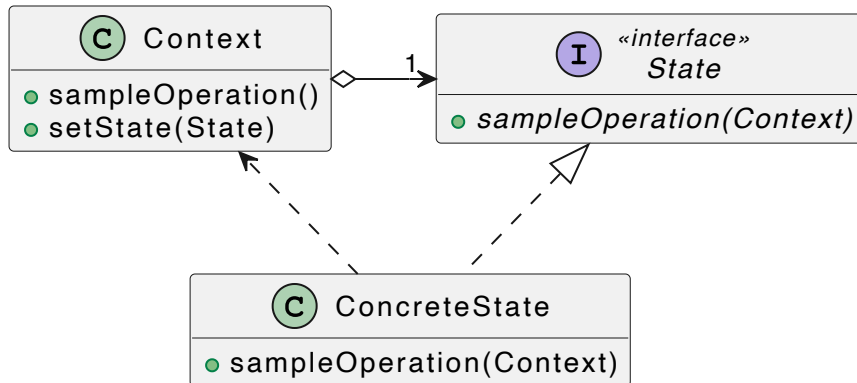 C Context
sampleOperation()
setState(State)
1
I «interface»
State
sampleOperation(Context)
C ConcreteState
sampleOperation(Context)